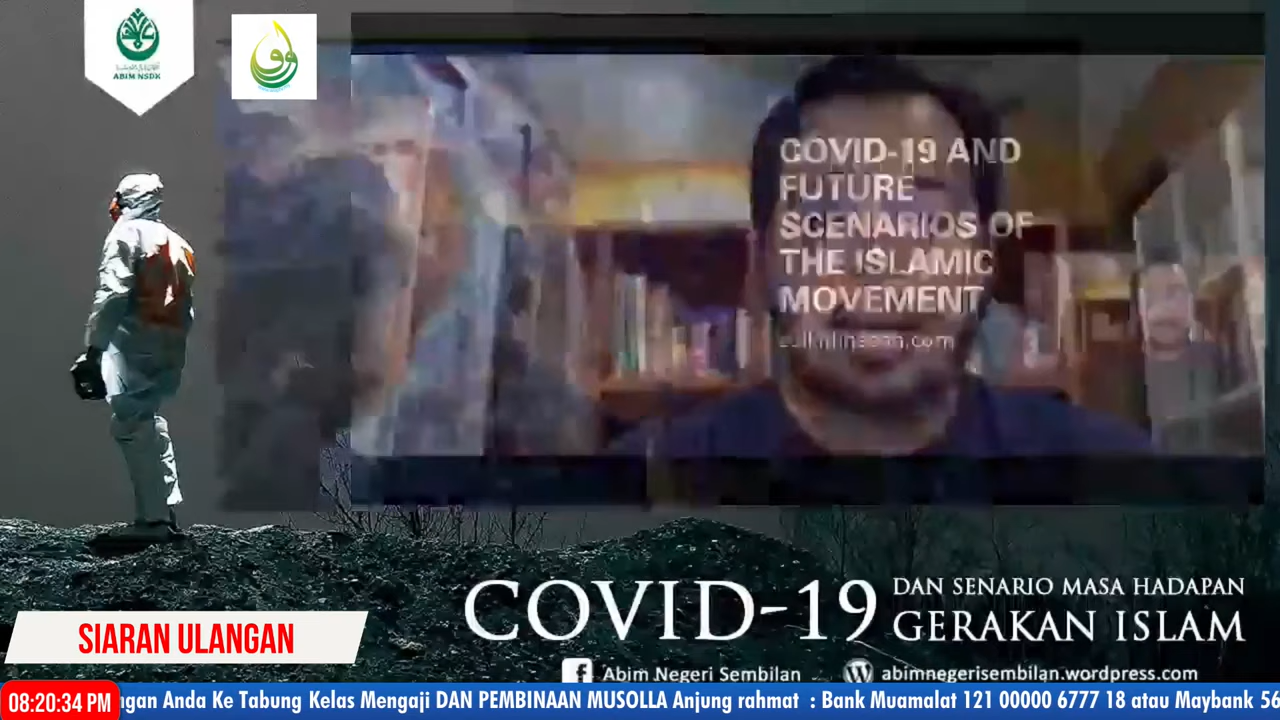 ABIM NSDK
COVID-19 AND
FUTURE
SCENARIOS OF
THE ISLAMIC
MOVEMENT
COVID-19
DAN SENARIO MASA HADAPAN
GERAKAN ISLAM
SIARAN ULANGAN
f Abim Negeri Sembilan
abimnegerisembilan.wordpress.com
08:20:34 PM
ngan Anda Ke Tabung Kelas Mengaji DAN PEMBINAAN MUSOLLA Anjung rahmat : Bank Muamalat 121 00000 6777 18 atau Maybank 56